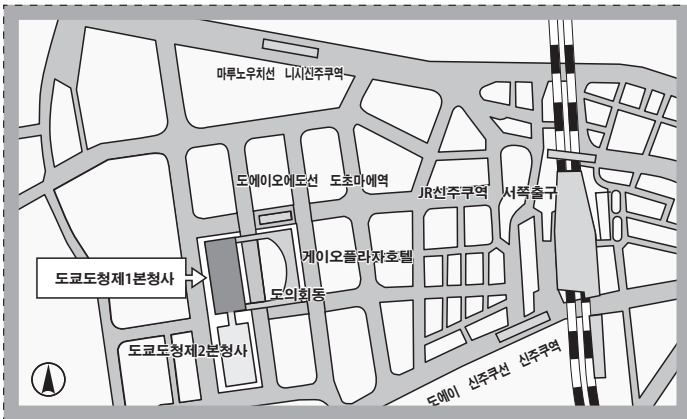 마루노우치선 니시신주쿠역
도에이오에도선 도초마에역
JR신주쿠역 서쪽출구
게이오플라자호텔
도쿄도청제1본청사
도의회동
도쿄도청제2본청사
도에이 신주쿠선 신주쿠역